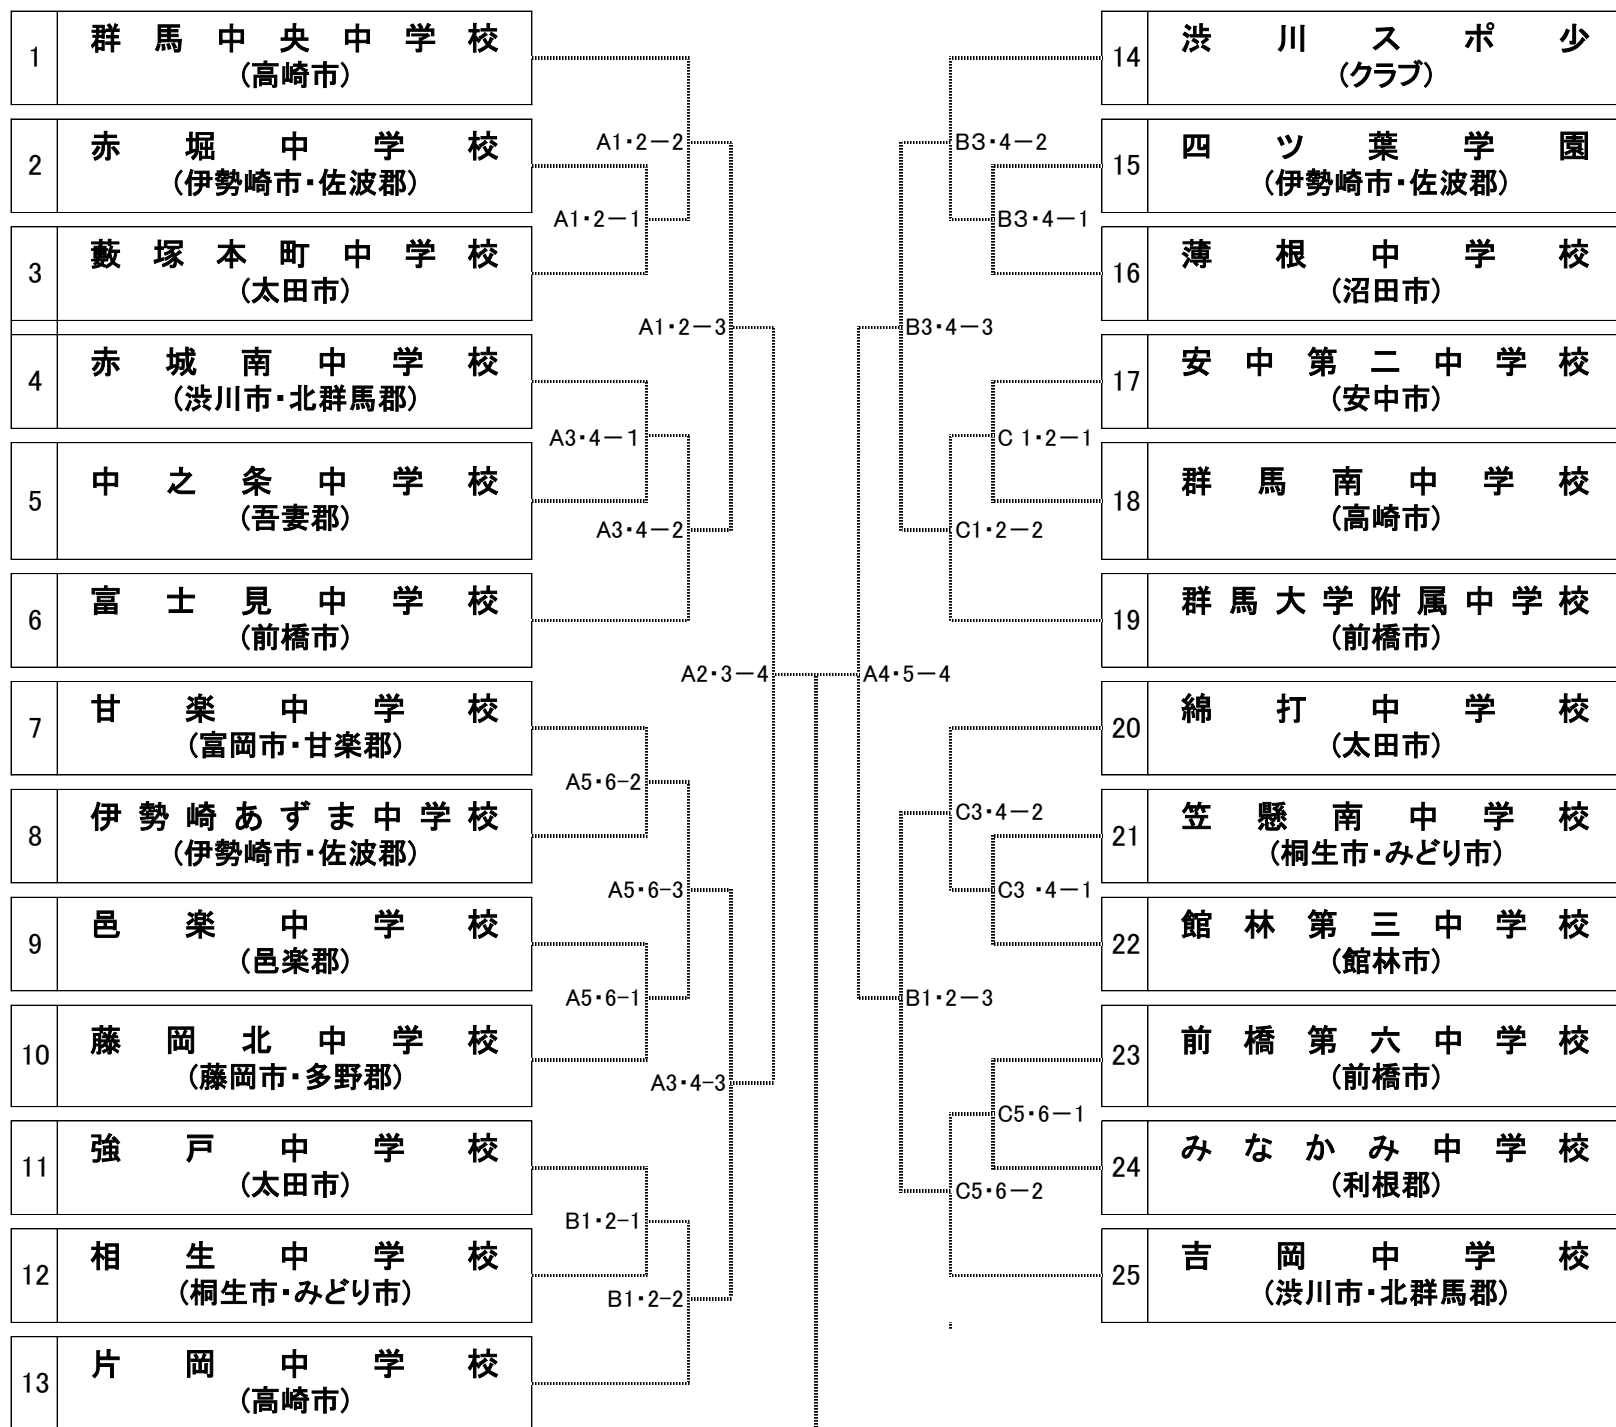 1
群馬中央中学校
(高崎市)
2
赤堀中学校
(伊勢崎市・佐波郡)
3
藪塚本町中学校
(太田市)
4
赤城南中学校
(渋川市・北群馬郡)
5
中之条中学校
(吾妻郡)
6
富士見中学校
(前橋市)
7
甘楽中学校
(富岡市・甘楽郡)
8
伊勢崎あずま中学校
(伊勢崎市・佐波郡)
9
邑楽中学校
(邑楽郡)
10
藤岡北中学校
(藤岡市・多野郡)
11
強戸中学校
(太田市)
12
相生中学校
(桐生市・みどり市)
13
片岡中学校
(高崎市)
A1・2－2
A1・2－1
A1・2－3
A3・4－1
A3・4－2
A2・3－4
A5・6-2
A5・6-3
A5・6-1
A3・4-3
B1・2-1
B1・2-2
B3・4－2
B3・4－1
B3・4－3
C 1・2－1
C1・2－2
A4・5－4
C3・4－2
C3 ・4－1
B1・2－3
C5・6－1
C5・6－2
14
渋川スポ少
(クラブ)
15
四ツ葉学園
(伊勢崎市・佐波郡)
16
薄根中学校
(沼田市)
17
安中第二中学校
(安中市)
18
群馬南中学校
(高崎市)
19
群馬大学附属中学校
(前橋市)
20
綿打中学校
(太田市)
21
笠懸南中学校
(桐生市・みどり市)
22
館林第三中学校
(館林市)
23
前橋第六中学校
(前橋市)
24
みなかみ中学校
(利根郡)
25
吉岡中学校
(渋川市・北群馬郡)